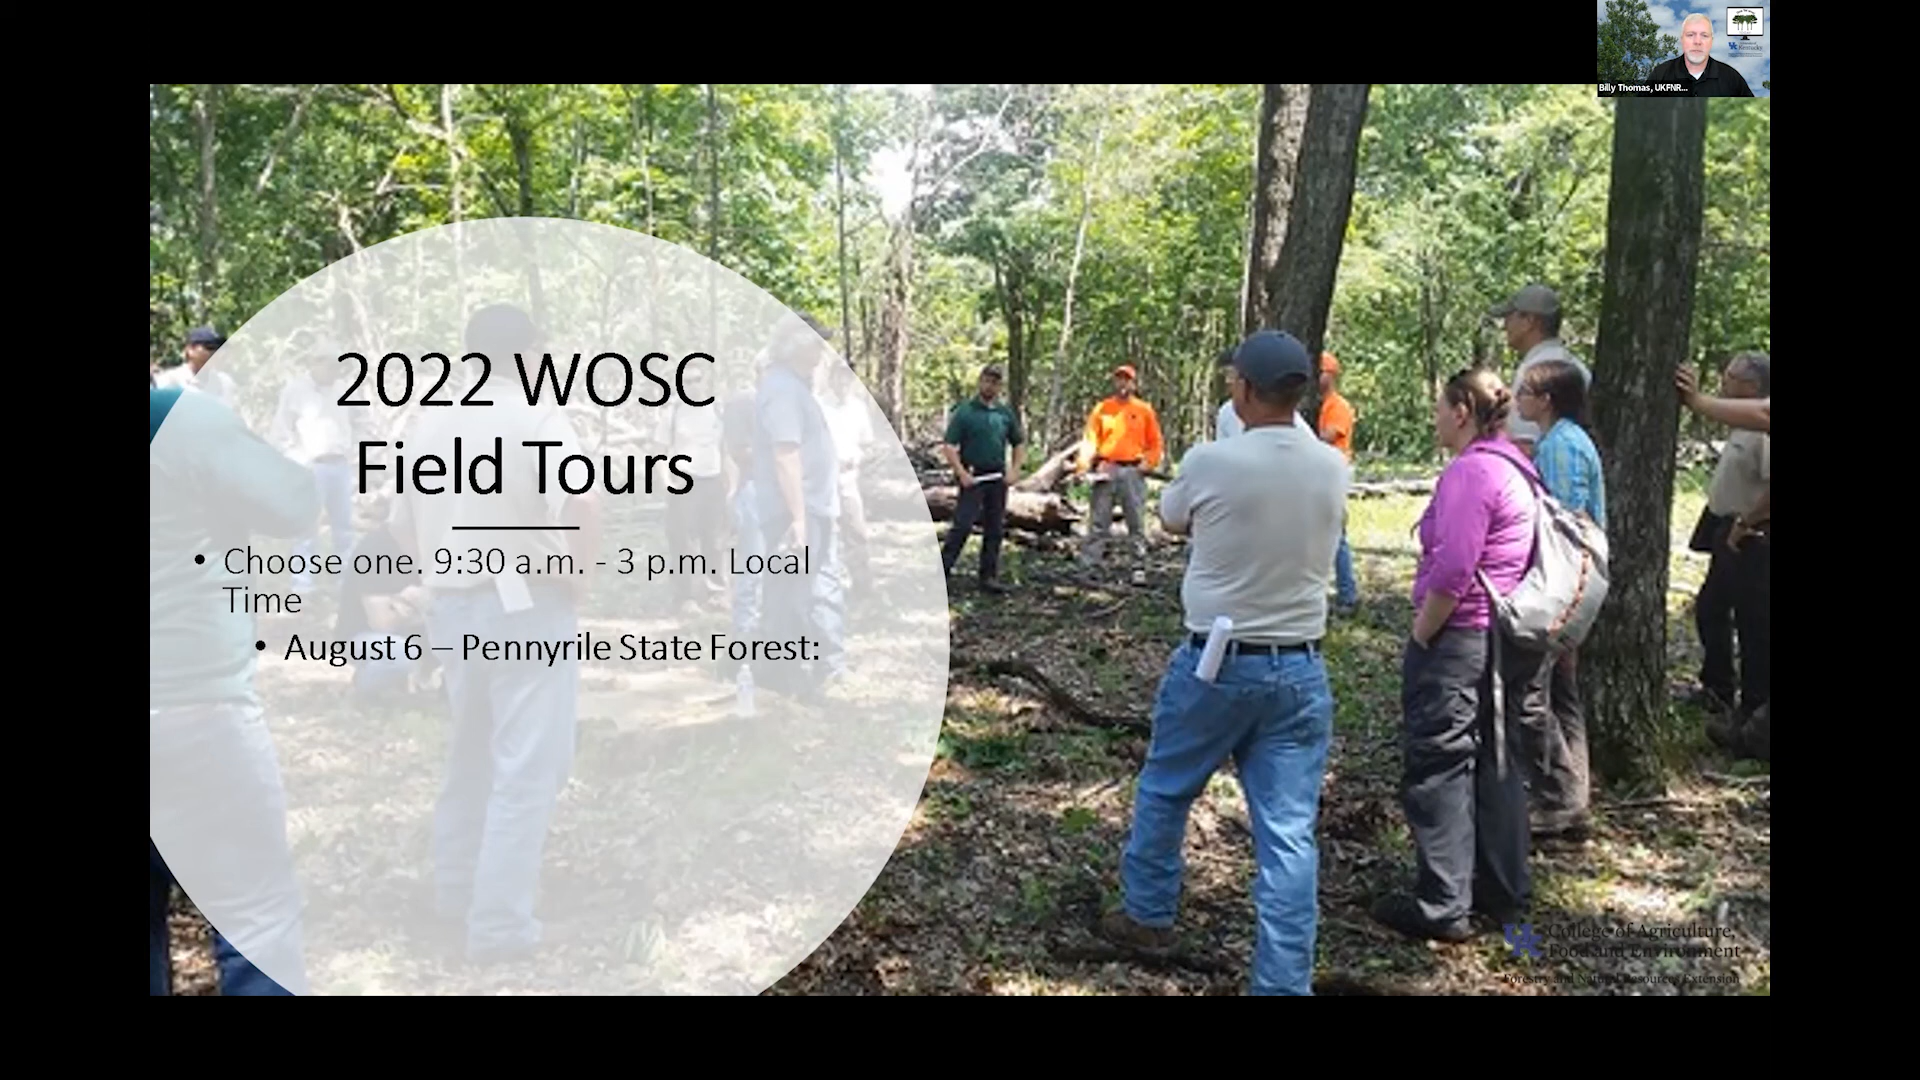 Billy Thomas, UKFNR...
2022 WOSC
Field Tours
• Choose one. 9:30 a.m. - 3 p.m. Local
Time
• August 6 – Pennyrile State Forest:
College of Agriculture,
Food and Environment
Forestry and Natural Resources Extension